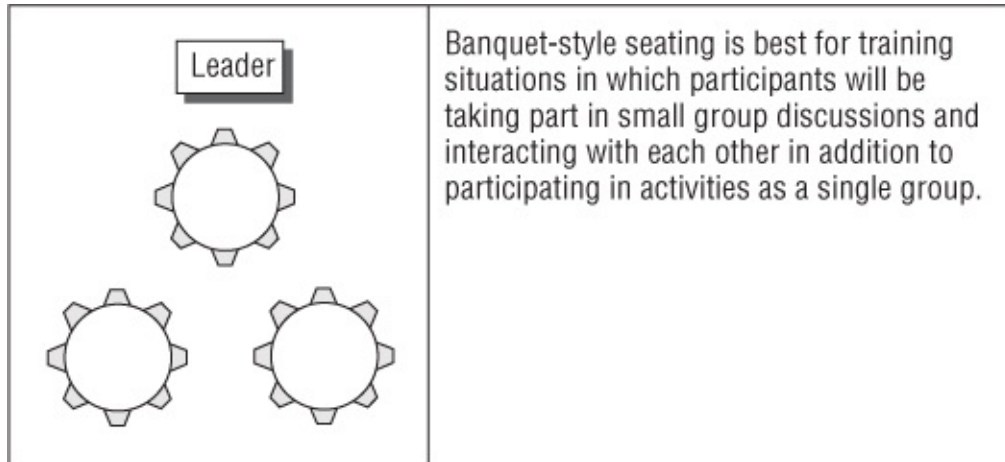 Leader
Banquet-style seating is best for training
situations in which participants will be
taking part in small group discussions and
interacting with each other in addition to
participating in activities as a single group.